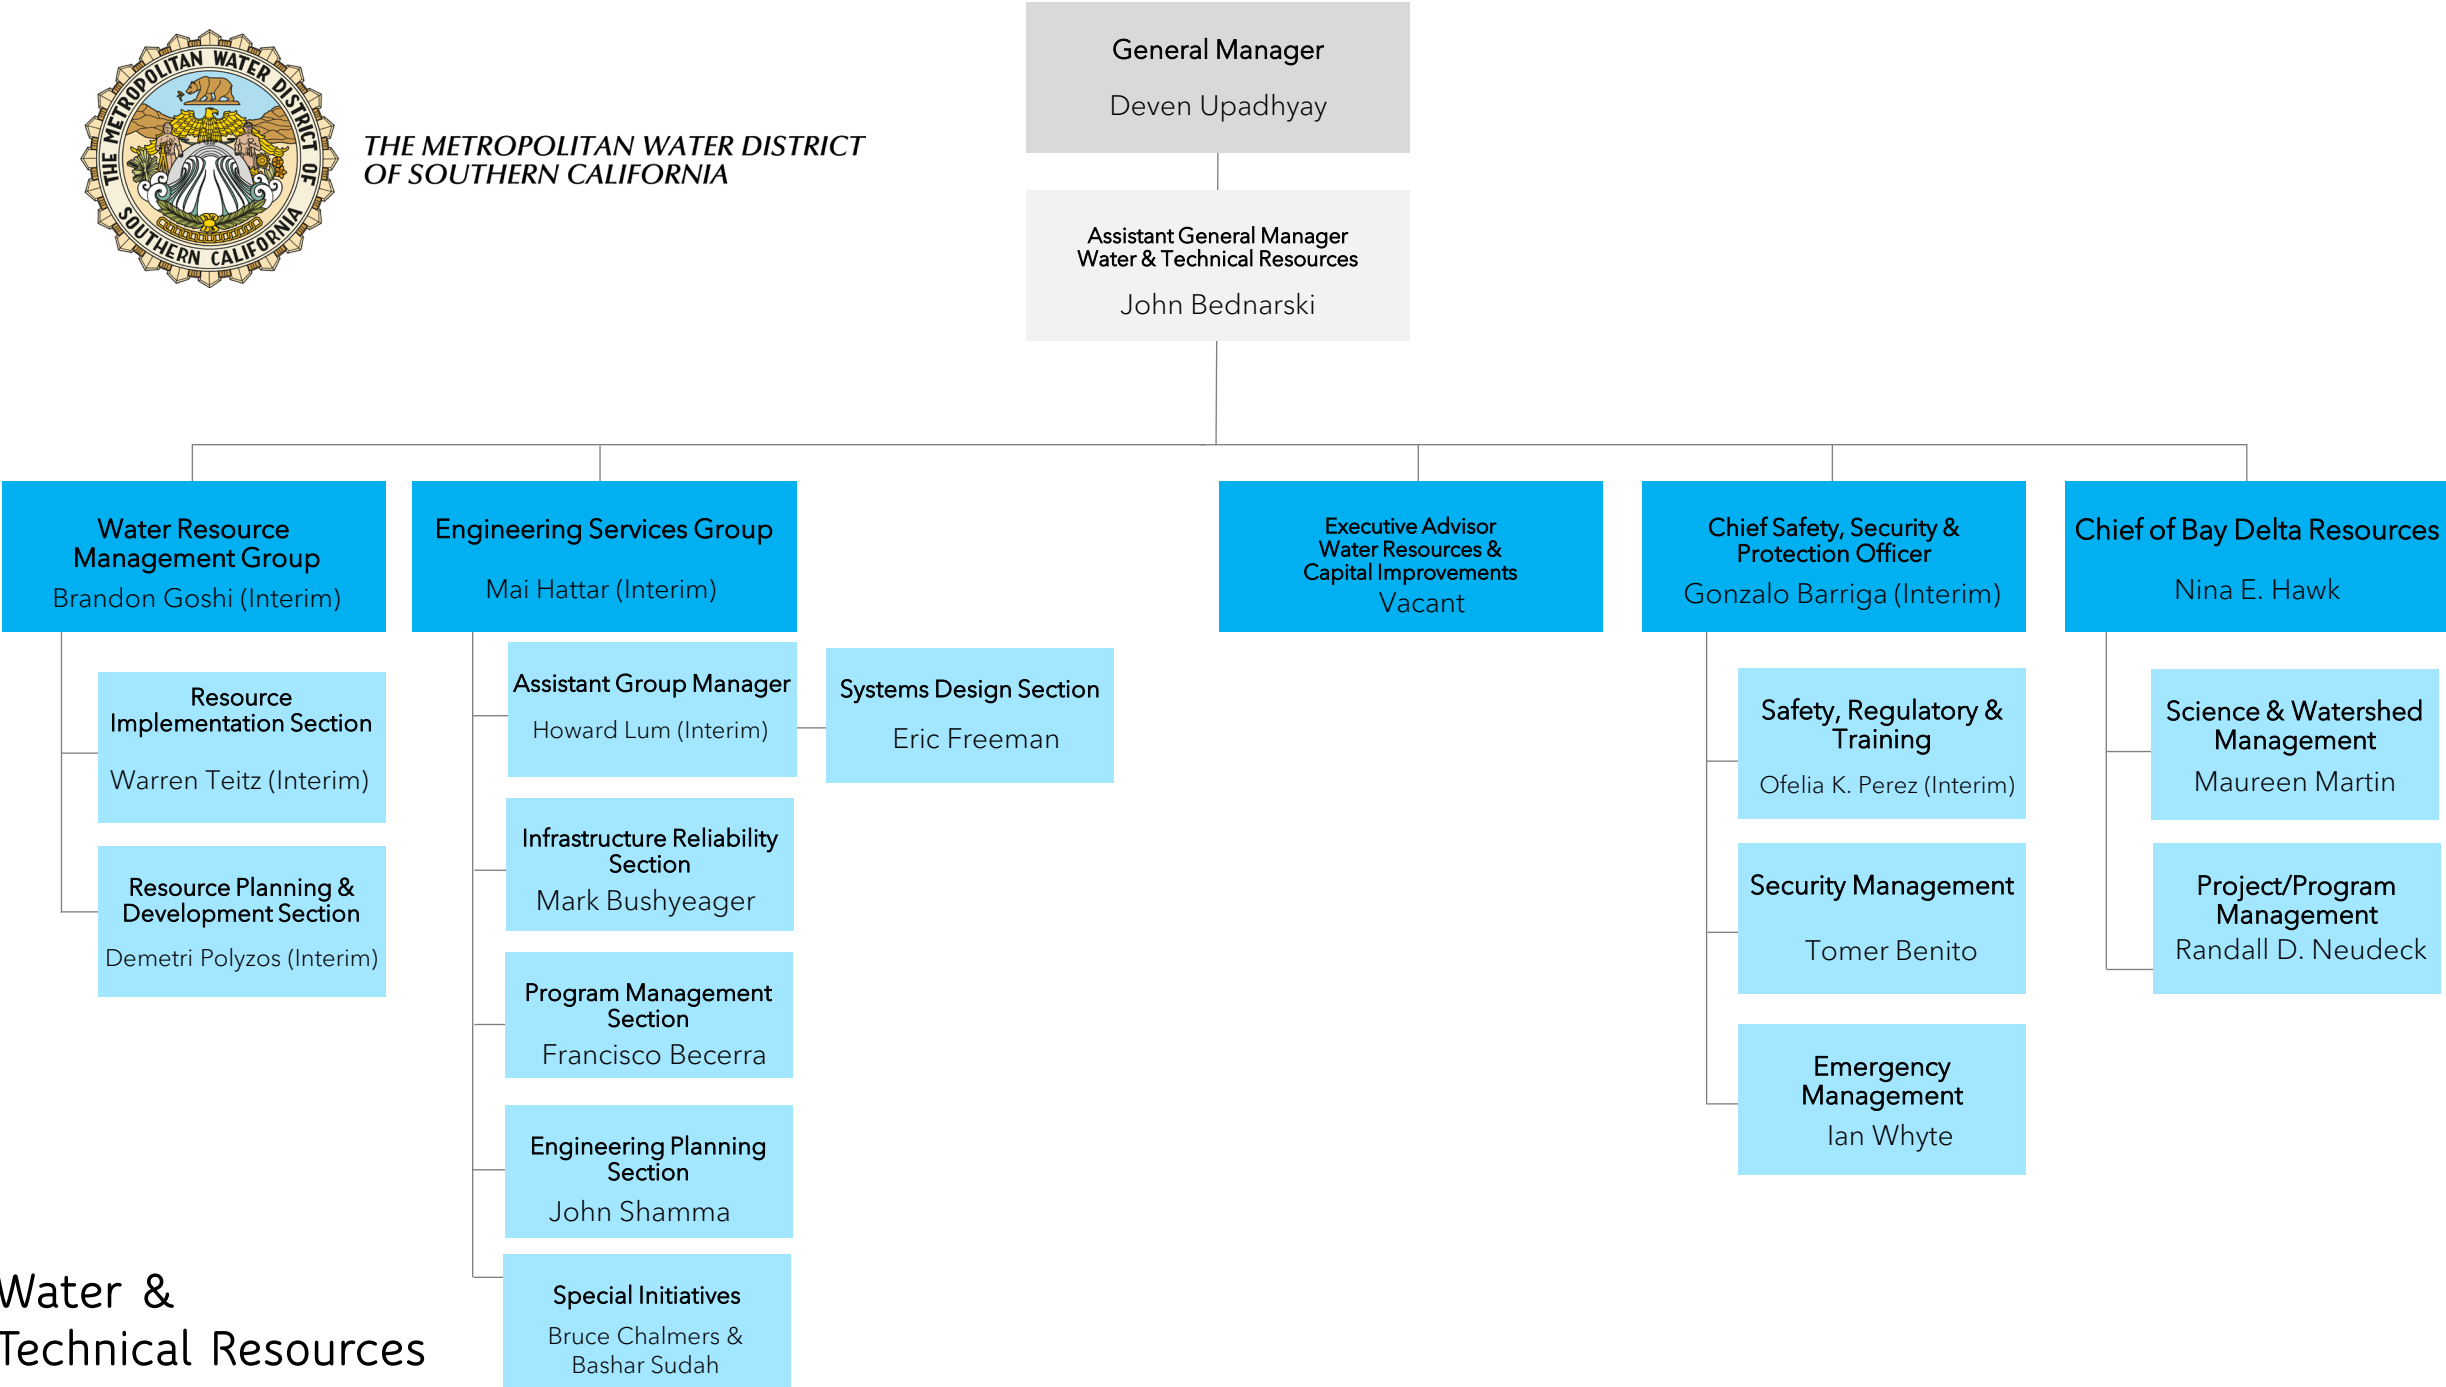 THE METROPOLITAN WATER DISTRICT OF
SOUTHERN CALIFORNIA
THE METROPOLITAN WATER DISTRICT
OF SOUTHERN CALIFORNIA
General Manager
Deven Upadhyay
Assistant General Manager
Water & Technical Resources
John Bednarski
Water Resource
Management Group
Brandon Goshi (Interim)
Resource
Implementation Section
Warren Teitz (Interim)
Resource Planning &
Development Section
Demetri Polyzos (Interim)
Engineering Services Group
Mai Hattar (Interim)
Assistant Group Manager
Howard Lum (Interim)
Systems Design Section
Eric Freeman
Infrastructure Reliability
Section
Mark Bushyeager
Program Management
Section
Francisco Becerra
Engineering Planning
Section
John Shamma
Special Initiatives
Bruce Chalmers &
Bashar Sudah
Executive Advisor
Water Resources &
Capital Improvements
Vacant
Chief Safety, Security &
Protection Officer
Gonzalo Barriga (Interim)
Safety, Regulatory &
Training
Ofelia K. Perez (Interim)
Security Management
Tomer Benito
Emergency
Management
Ian Whyte
Chief of Bay Delta Resources
Nina E. Hawk
Science & Watershed
Management
Maureen Martin
Project/Program
Management
Randall D. Neudeck
Water &
Technical Resources